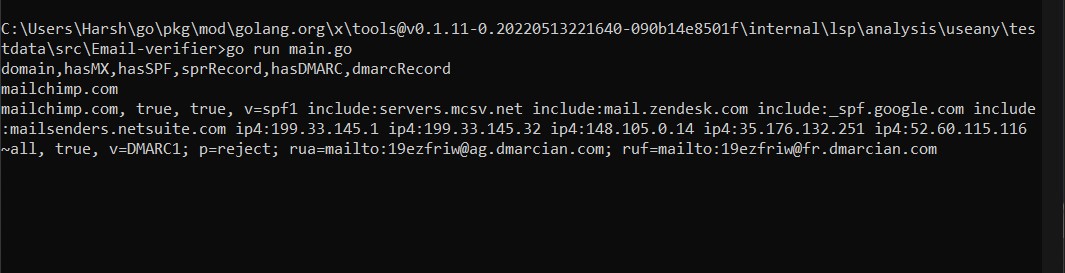 C:\Users\Harsh\go\pkg\mod\golang.org\x\tools@v0.1.11-0.20220513221640-090b14e8501f\internal\lsp\analysis\useany\tes
tdata\src\Email-verifier>go run main.go
domain,hasMX,hasSPF,sprRecord,hasDMARC,dmarcRecord
mailchimp.com
mailchimp.com, true, true, v=spf1 include:servers.mcsv.net include:mail.zendesk.com include:_spf.google.com include
:mailsenders.netsuite.com ip4:199.33.145.1 ip4:199.33.145.32 ip4:148.105.0.14 ip4:35.176.132.251 ip4:52.60.115.116
~all, true, v=DMARC1; p=reject; rua=mailto:19ezfriw@ag.dmarcian.com; ruf=mailto:19ezfriw@fr.dmarcian.com